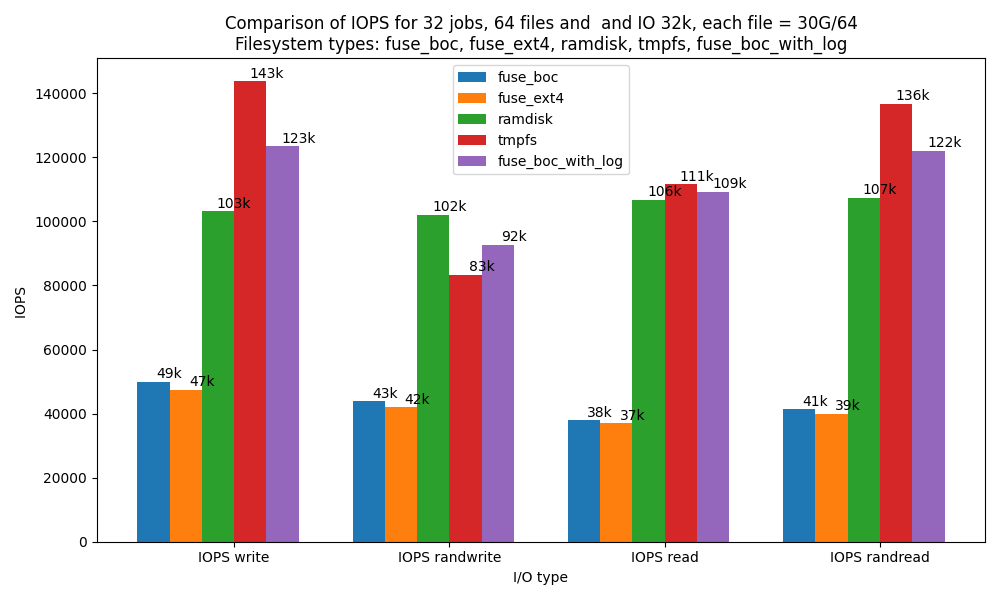 Comparison of IOPS for 32 jobs, 64 files and  and IO 32k, each file = 30G/64
Filesystem types: fuse_boc, fuse_ext4, ramdisk, tmpfs, fuse_boc_with_log
fuse_boc
fuse_ext4
ramdisk
tmpfs
fuse_boc_with_log
IOPS
140000
120000
100000
80000
60000
40000
20000
0
49k
47k
103k
143k
123k
43k
42k
102k
83k
92k
38k
37k
106k
111k
109k
41k
39k
107k
136k
122k
IOPS write
IOPS randwrite
IOPS read
IOPS randread
I/O type